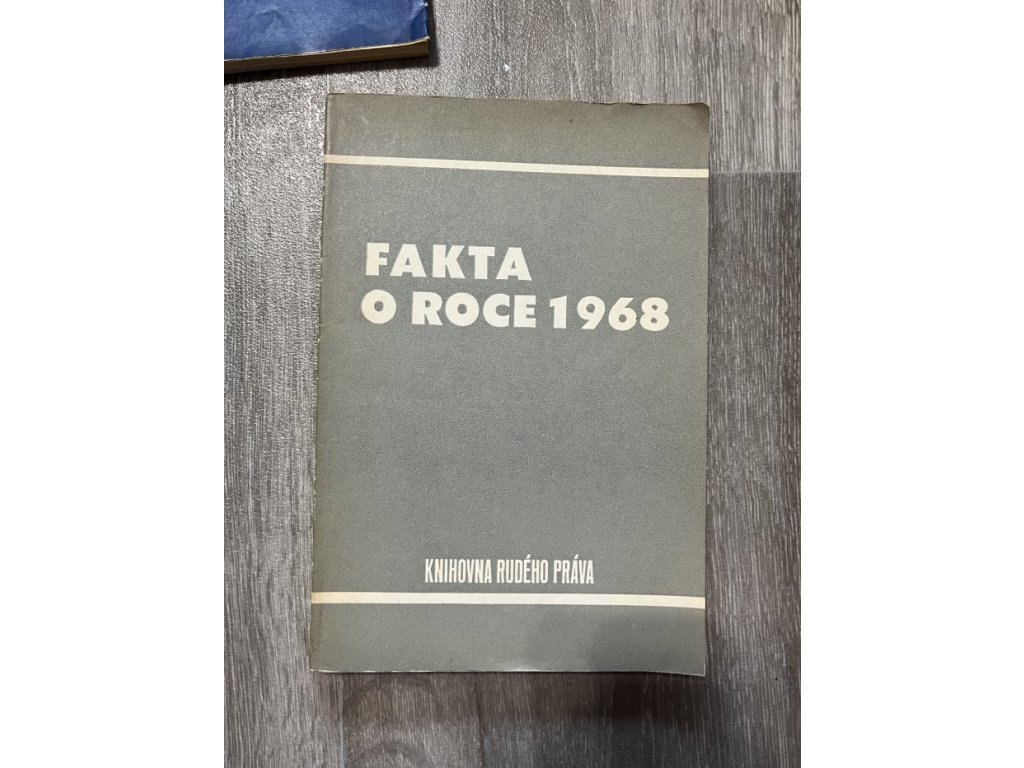 FAKTA
O ROCE 1968
KNIHOVNA RUDÉHO PRÁVA